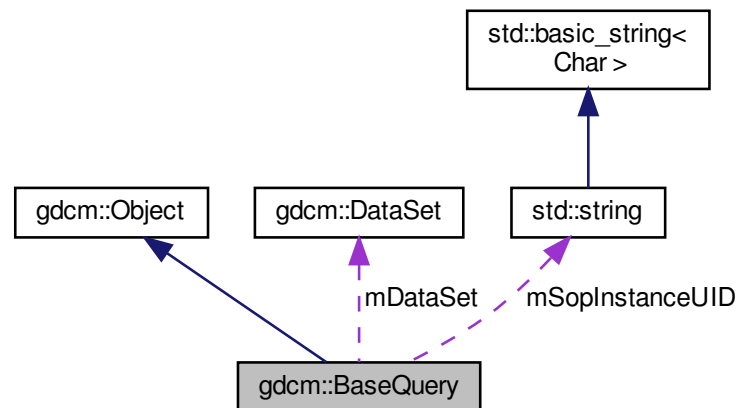 std::basic_string<
Char >
gdcm::Object
gdcm::DataSet
std::string
mDataSet
mSopInstanceUID
gdcm::BaseQuery